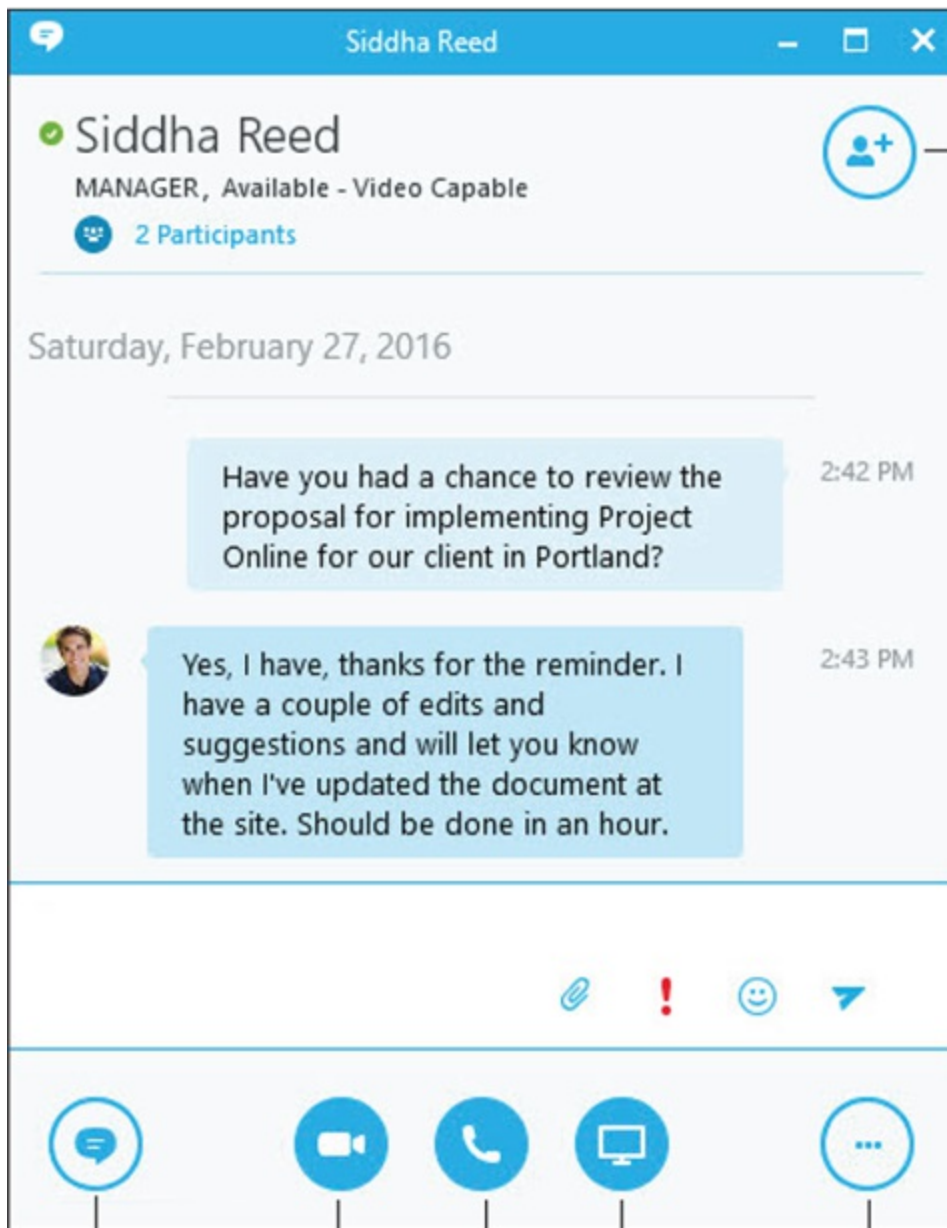 Siddha Reed
Siddha Reed
MANAGER, Available - Video Capable
2 Participants
Saturday, February 27, 2016
Have you had a chance to review the
proposal for implementing Project
Online for our client in Portland?
2:42 PM
Yes, I have, thanks for the reminder. I
have a couple of edits and
suggestions and will let you know
when I've updated the document at
the site. Should be done in an hour.
2:43 PM